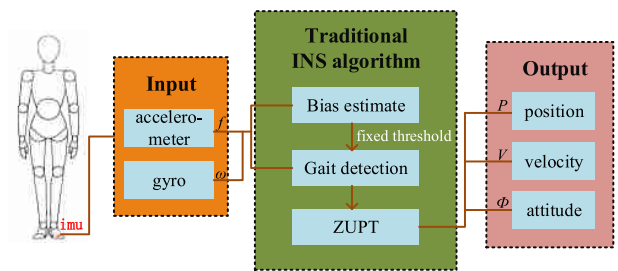 imu
Input
accelero-
meter
gyro
f
ω
Traditional
INS algorithm
Bias estimate
fixed threshold
Gait detection
ZUPT
Output
P
position
V
velocity
Φ
attitude